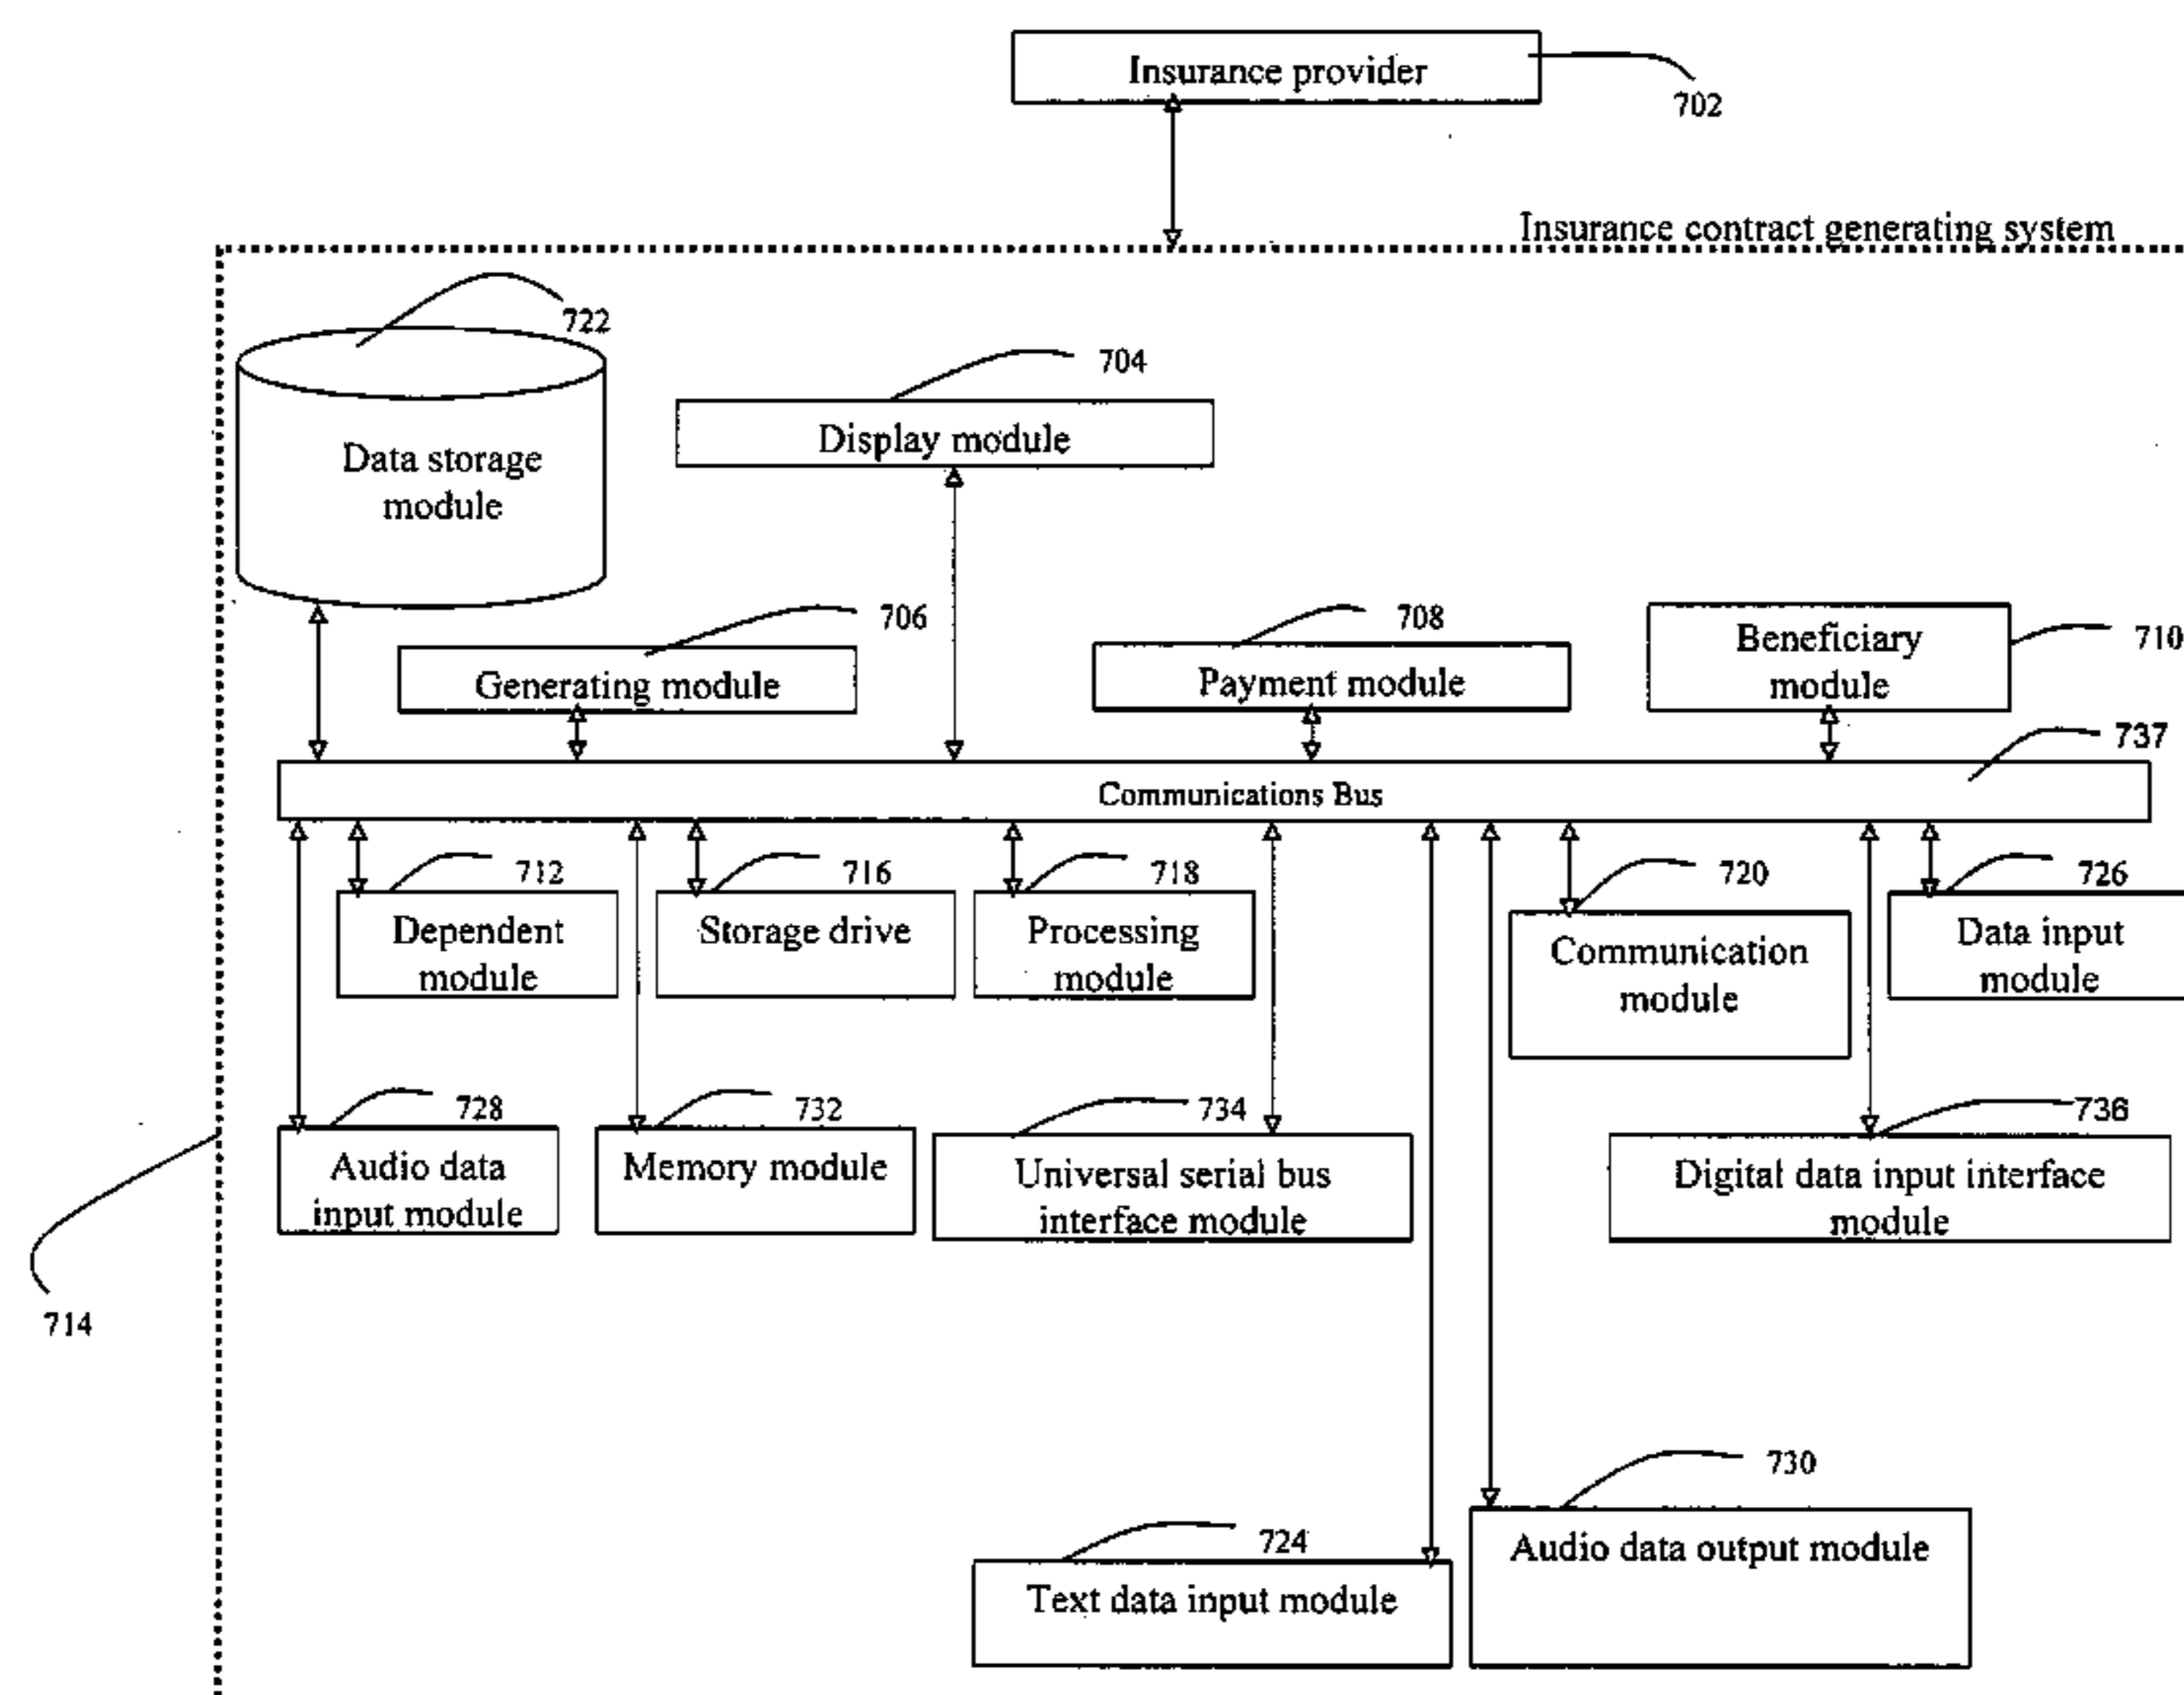 Insurance provider
702
Insurance contract generating system
722
704
Display module
Data storage
module
706
708
710
Generating module
Payment module
Beneficiary
module
737
Communications Bus
712
716
718
720
726
Dependent
module
Storage drive
Processing
module
Communication
module
Data input
module
728
732
734
736
Audio data
input module
Memory module
Universal serial bus
interface module
Digital data input interface
module
714
730
724
Audio data output module
Text data input module